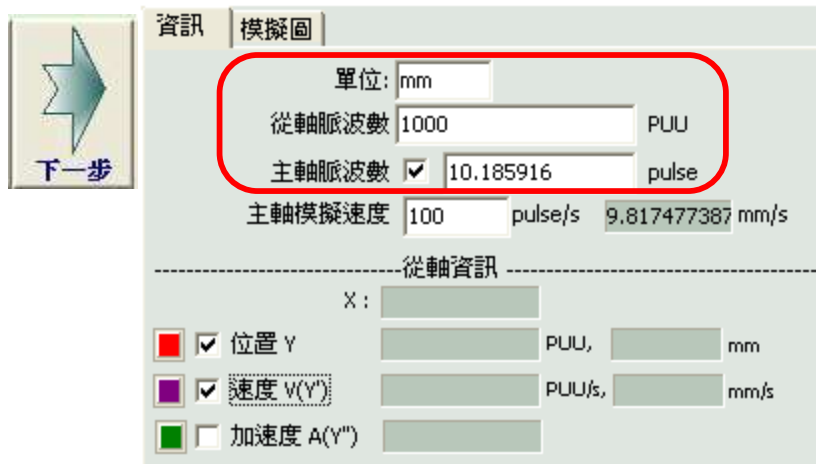 資訊 模擬圖
單位: mm
從軸脈波數 1000 PUU
主軸脈波數 10.185916 pulse
下一步
主軸模擬速度 100 pulse/s 9.817477387 mm/s
從軸資訊
X :
位置 Y PUU, mm
速度 V(Y') PUU/s, mm/s
加速度 A(Y")